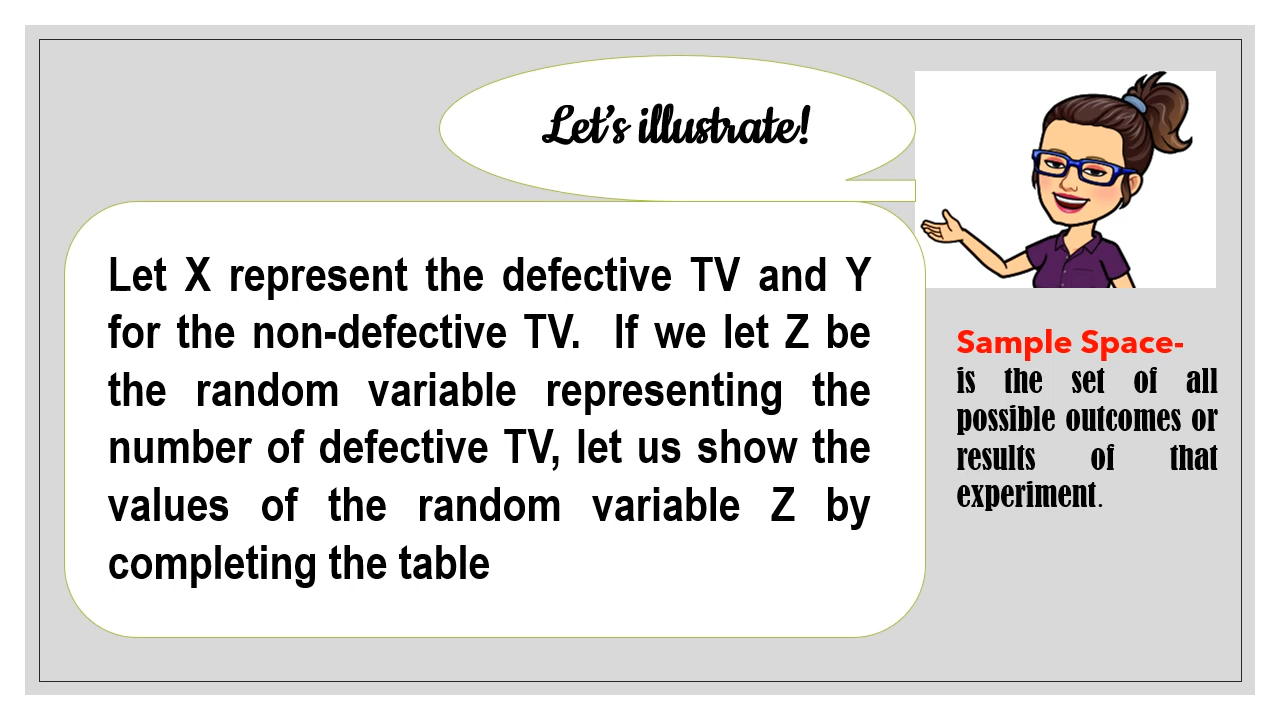 Let's illustrate!
Let X represent the defective TV and Y
for the non-defective TV. If we let Z be
the random variable representing the
number of defective TV, let us show the
values of the random variable Z by
completing the table
Sample Space-
is the set of all
possible outcomes or
results of that
experiment.